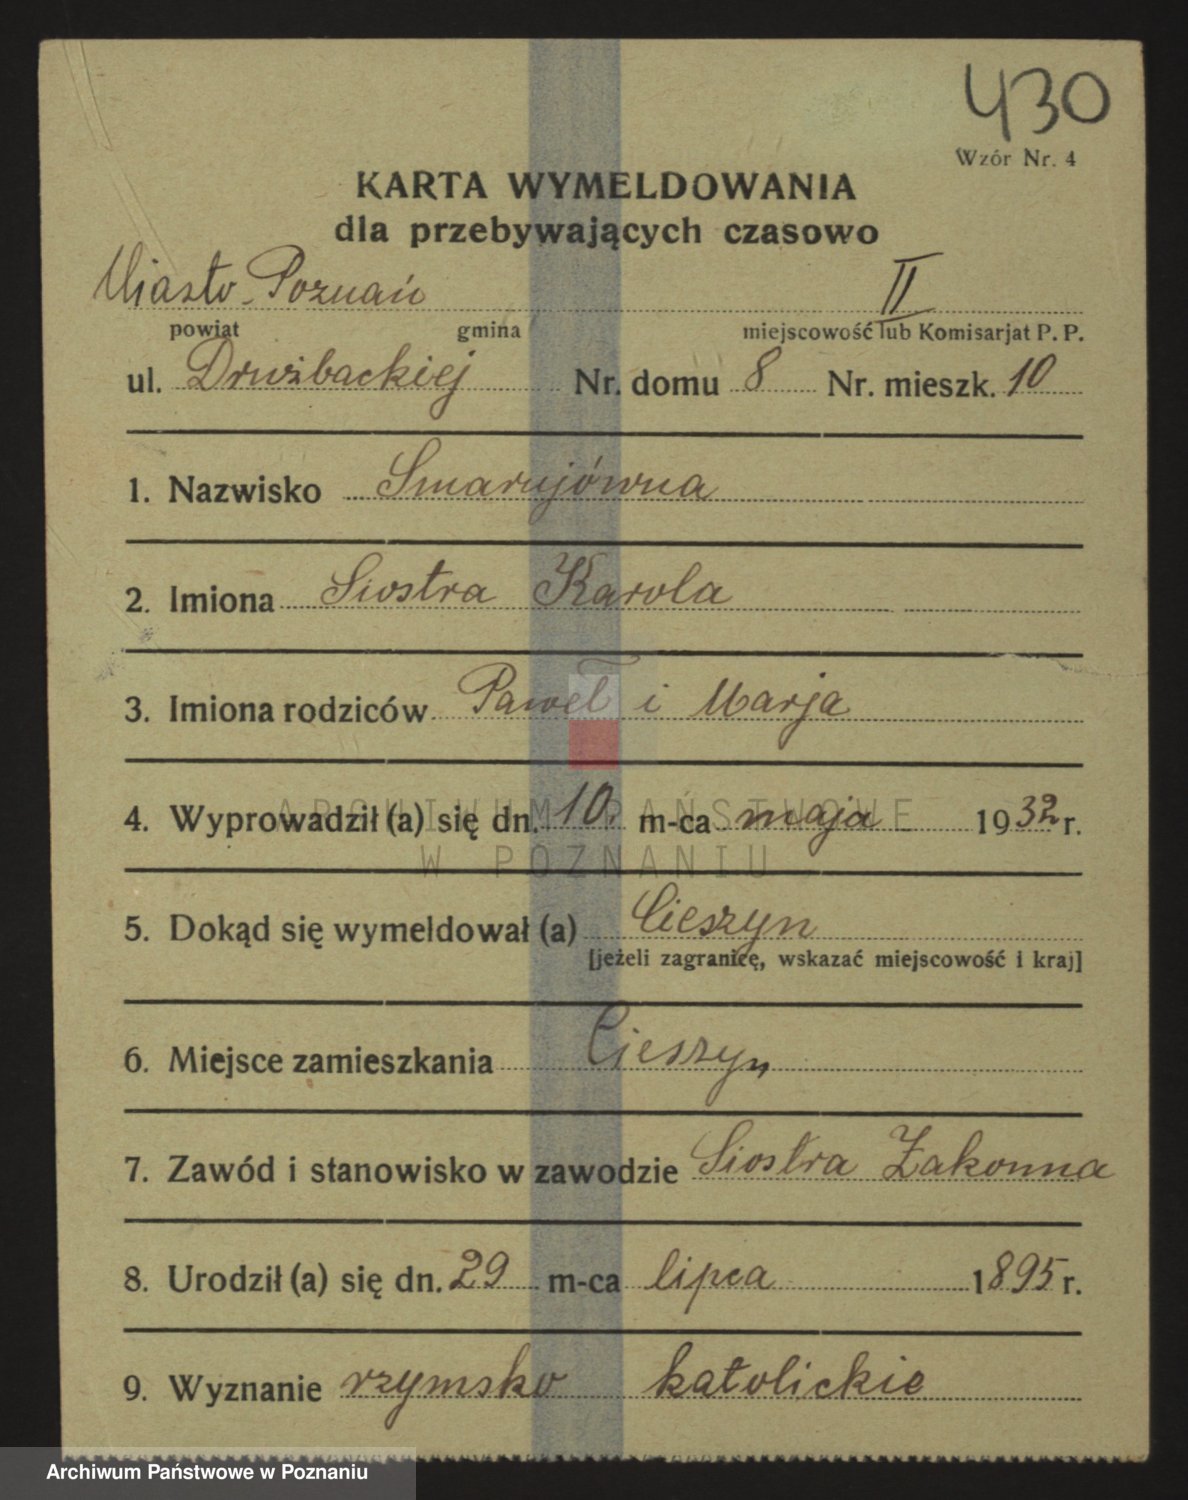 430
Wzór Nr. 4
KARTA WYMELDOWANIA
dla przebywających czasowo
Miasto-Poznań II
powiat gmina miejscowość lub Komisarjat P. P.
ul. Drużbackiej Nr. domu 8 Nr. mieszk. 10
1. Nazwisko
2. Imiona Siostra Karola
3. Imiona rodziców Paweł i Marja
4. Wyprowadził (a) się dn. 10. m-ca maja 1932 r.
ARCHIWUM PAŃSTWOWE
W POZNANIU
5. Dokąd się wymeldował (a) Cieszyn
[jeżeli zagranicę, wskazać miejscowość i kraj]
6. Miejsce zamieszkania Cieszyn
7. Zawód i stanowisko w zawodzie Siostra Zakonna
8. Urodził (a) się dn. 29 m-ca lipca 1895 r.
9. Wyznanie rzymsko katolickie
Archiwum Państwowe w Poznaniu